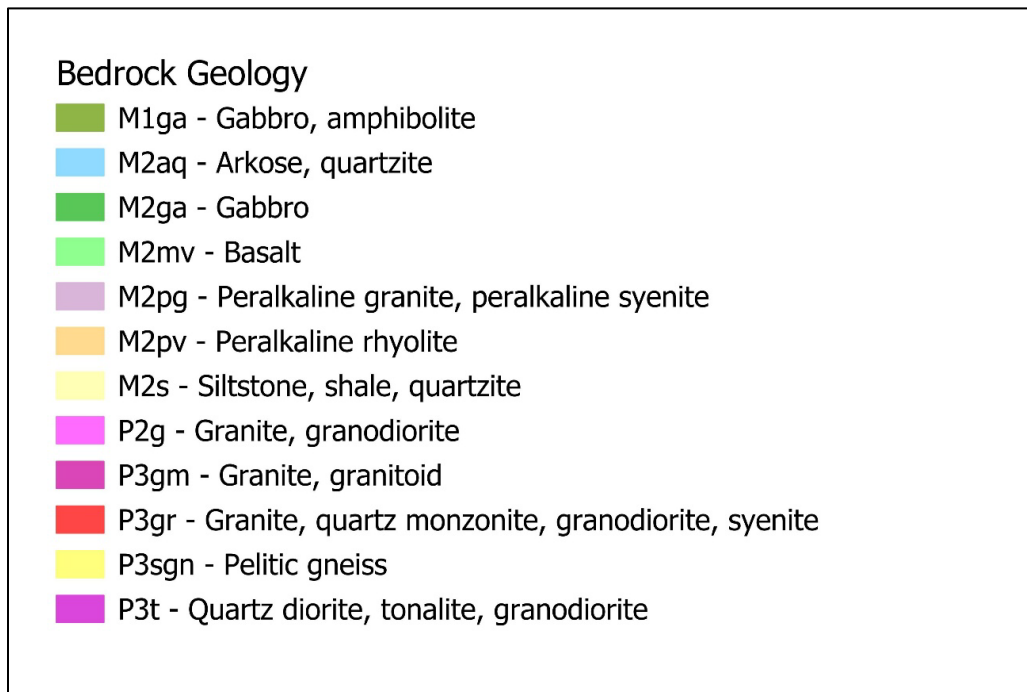 Bedrock Geology
M1ga - Gabbro, amphibolite
M2aq - Arkose, quartzite
M2ga - Gabbro
M2mv - Basalt
M2pg - Peralkaline granite, peralkaline syenite
M2pv - Peralkaline rhyolite
M2s - Siltstone, shale, quartzite
P2g - Granite, granodiorite
P3gm - Granite, granitoid
P3gr - Granite, quartz monzonite, granodiorite, syenite
P3sgn - Pelitic gneiss
P3t - Quartz diorite, tonalite, granodiorite